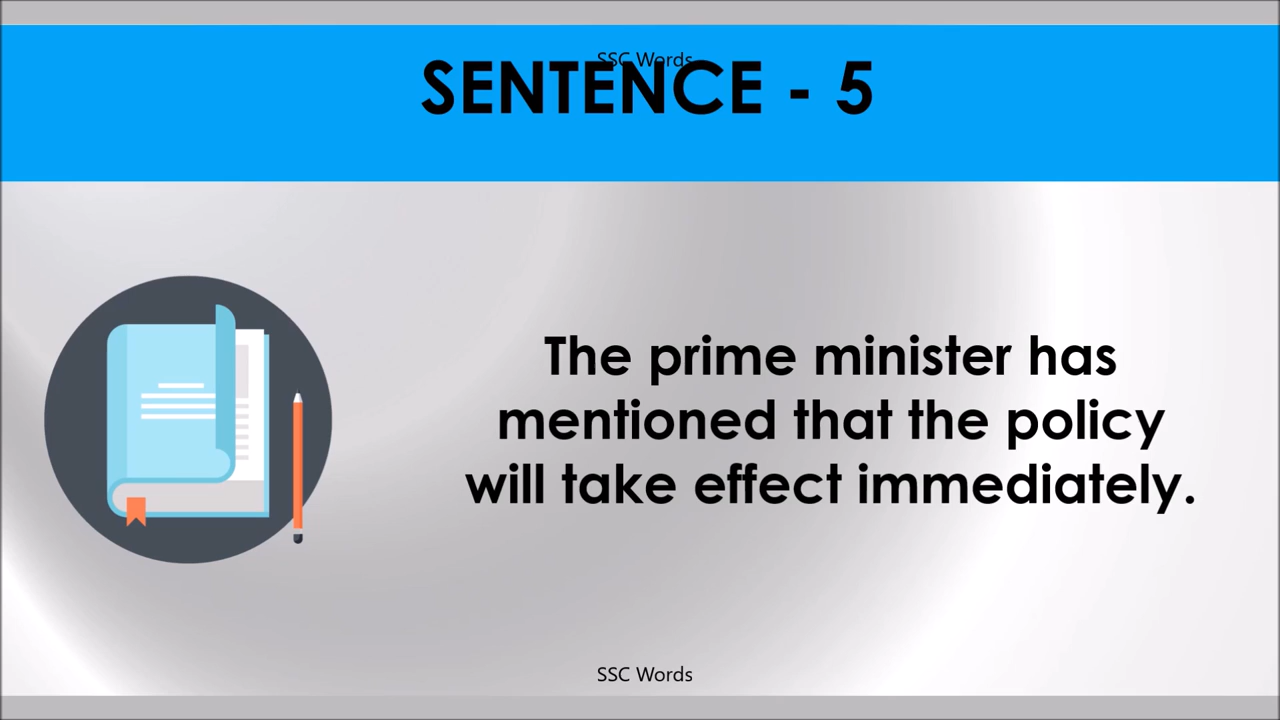 SSC Words
SENTENCE - 5
The prime minister has
mentioned that the policy
will take effect immediately.
SSC Words